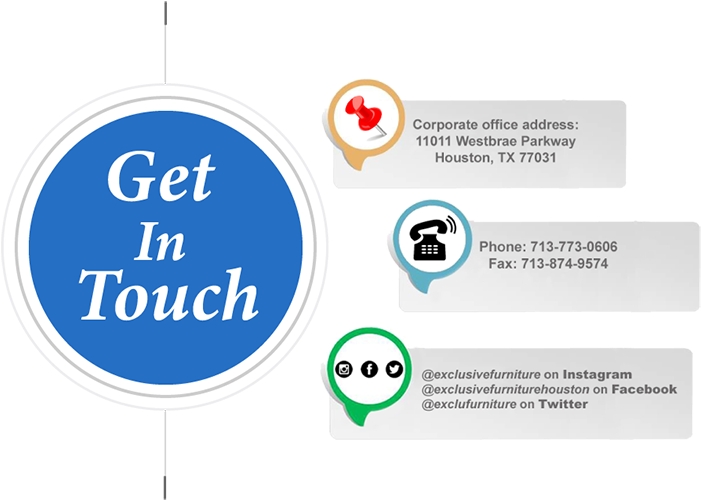 Get
In
Touch
Corporate office address:
11011 Westbrae Parkway
Houston, TX 77031
Phone: 713-773-0606
Fax: 713-874-9574
@exclusivefurniture on Instagram
@exclusivefurniturehouston on Facebook
@exclufurniture on Twitter